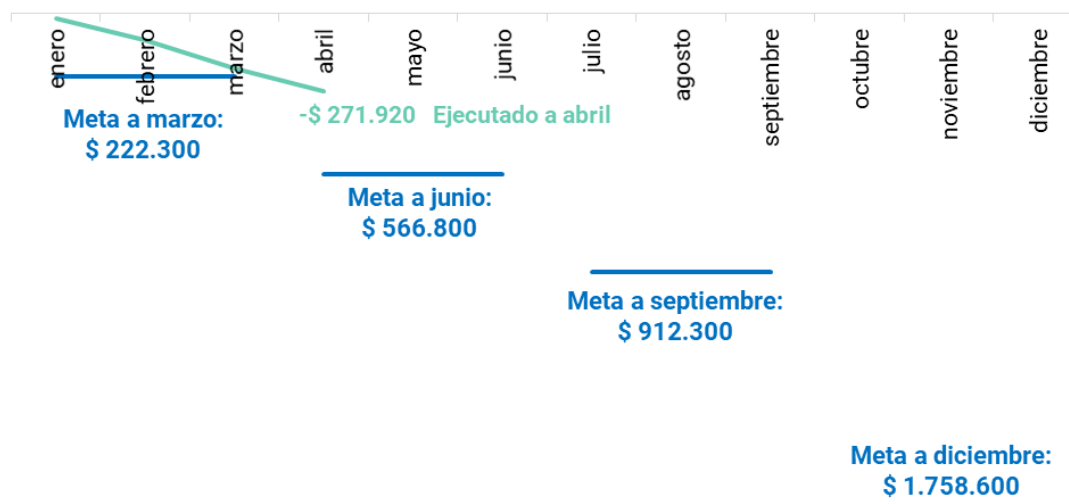 enero
febrero
marzo
abril
mayo
junio
julio
agosto
septiembre
octubre
noviembre
diciembre
-$ 271.920 Ejecutado a abril
Meta a marzo:
$ 222.300
Meta a junio:
$ 566.800
Meta a septiembre:
$ 912.300
Meta a diciembre:
$ 1.758.600